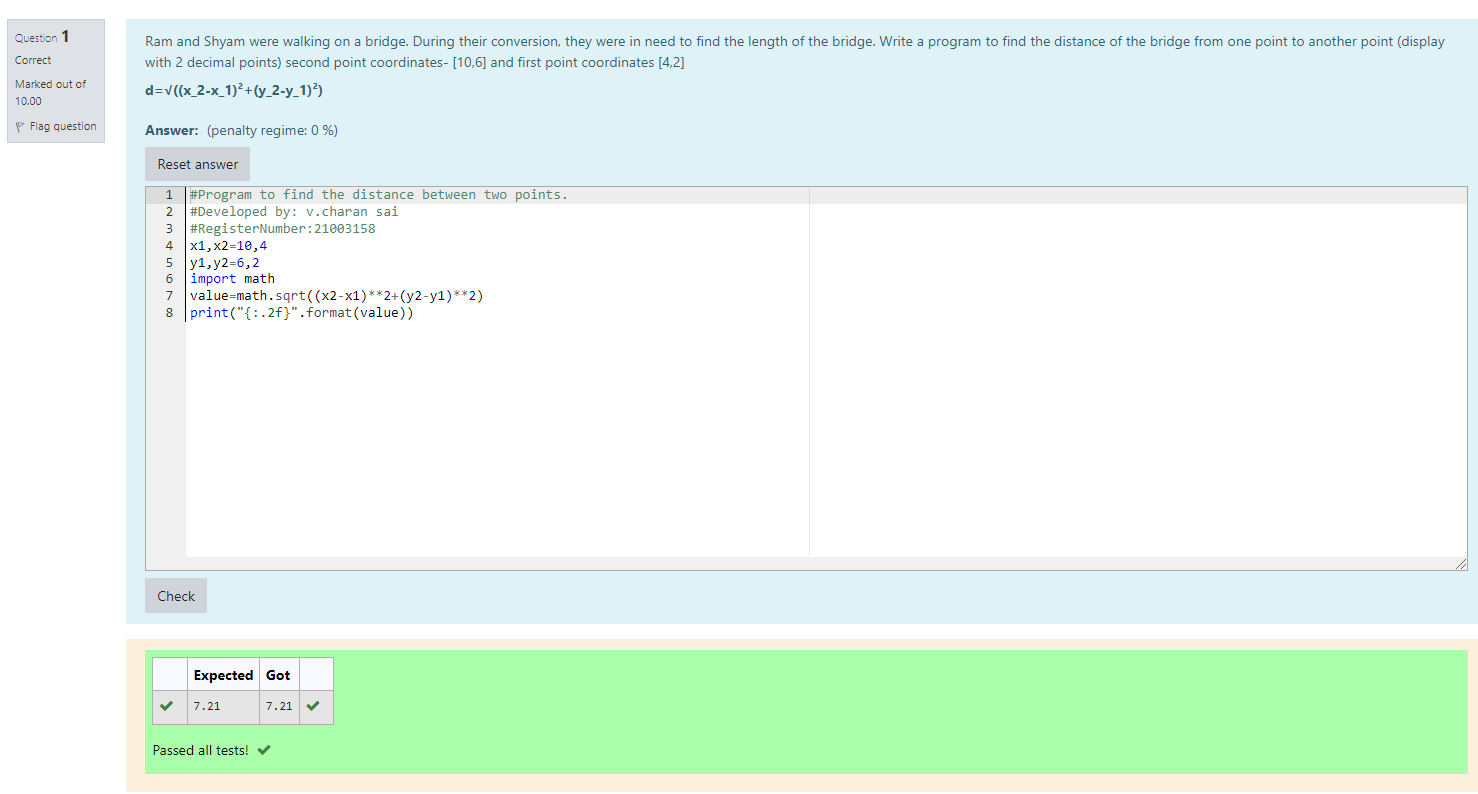 Question 1
Correct
Marked out of
10.00
Flag question
Ram and Shyam were walking on a bridge. During their conversion, they were in need to find the length of the bridge. Write a program to find the distance of the bridge from one point to another point (display
with 2 decimal points) second point coordinates- [10,6] and first point coordinates [4,2]
d=√((x_2-x_1)²+(y_2-y_1)²)
Answer: (penalty regime: 0 %)
Reset answer
1 #Program to find the distance between two points.
2 #Developed by: v.charan sai
3 #RegisterNumber:21003158
4 x1,x2=10,4
5 y1,y2=6,2
6 import math
7 value=math.sqrt((x2-x1)**2+(y2-y1)**2)
8 print("{:.2f}".format(value))
Check
Expected Got
7.21 7.21
Passed all tests!